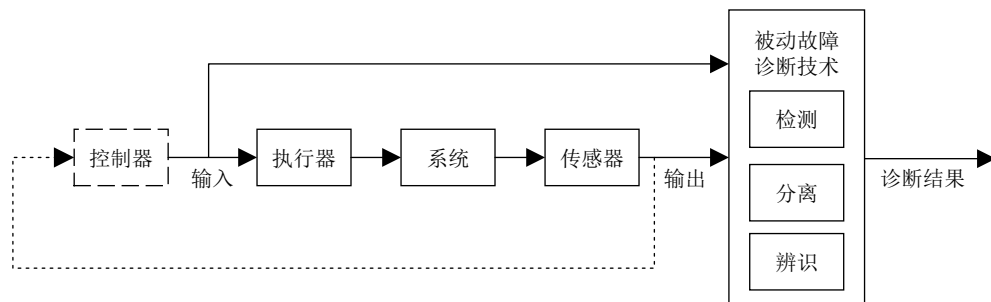 被动故障
诊断技术
检测
控制器
执行器
系统
传感器
输入
输出
诊断结果
分离
辨识